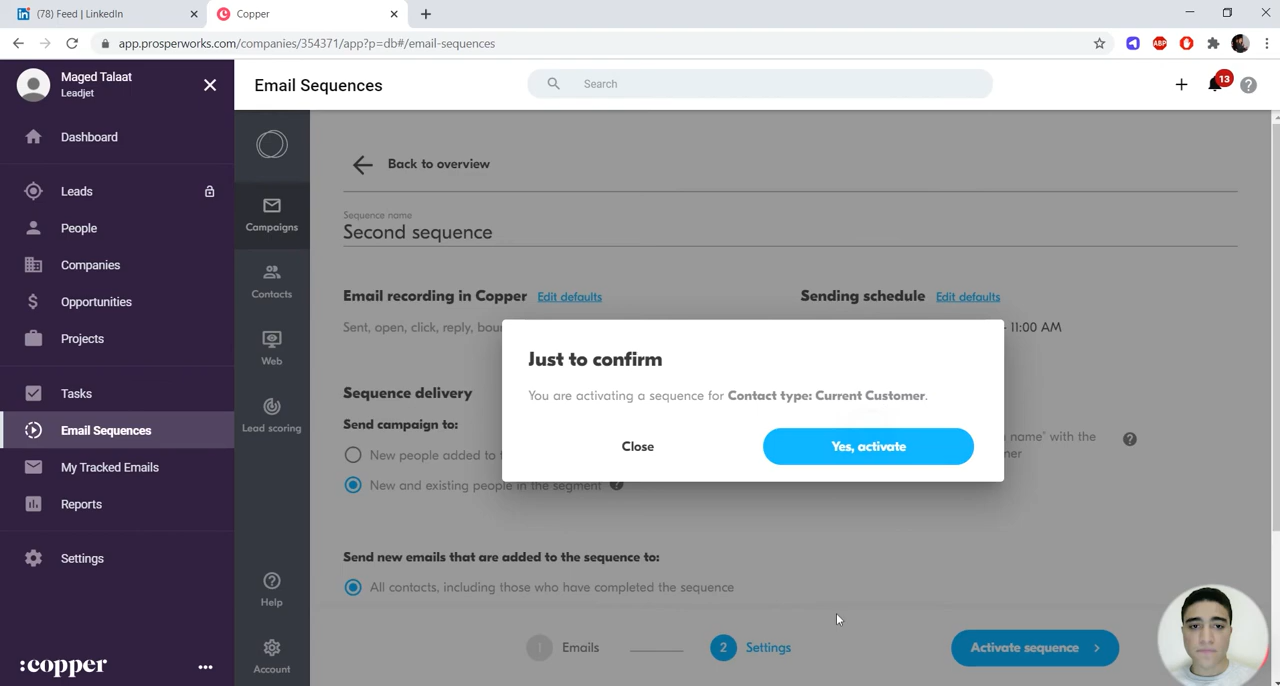 (78) Feed | LinkedIn
Copper
app.prosperworks.com/companies/354371/app?p=db#/email-sequences
ABP
Maged Talaat
Leadjet
Email Sequences
Search
13
Dashboard
Leads
People
Companies
Opportunities
Projects
Tasks
Email Sequences
My Tracked Emails
Reports
Settings
:copper
Campaigns
Contacts
Web
Lead scoring
Help
Account
Back to overview
Sequence name
Second sequence
Email recording in Copper Edit defaults
Sending schedule Edit defaults
Sent, open, click, reply,
- 11:00 AM
Just to confirm
You are activating a sequence for Contact type: Current Customer.
Close
Yes, activate
Sequence delivery
Send campaign to:
New people added to
name" with the
New and existing people in the segment
Send new emails that are added to the sequence to:
All contacts, including those who have completed the sequence
1 Emails
2 Settings
Activate sequence